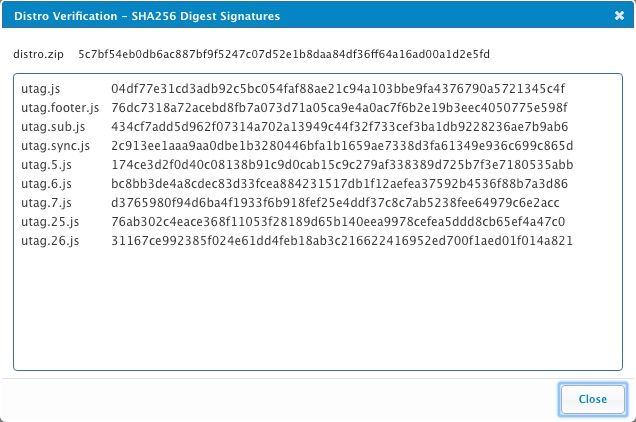 Distro Verification – SHA256 Digest Signatures
distro.zip 5c7bf54eb0db6ac887bf9f5247c07d52e1b8daa84df36ff64a16ad00a1d2e5fd
utag.js 04df77e31cd3adb92c5bc054faf88ae21c94a103bbe9fa4376790a5721345c4f
utag.footer.js 76dc7318a72acebd8fb7a073d71a05ca9e4a0ac7f6b2e19b3eec4050775e598f
utag.sub.js 434cf7add5d962f07314a702a13949c44f32f733cef3ba1db9228236ae7b9ab6
utag.sync.js 2c913ee1aaa9aa0dbe1b3280446bfa1b1659ae7338d3fa61349e936c699c865d
utag.5.js 174ce3d2f0d40c08138b91c9d0cab15c9c279af338389d725b7f3e7180535abb
utag.6.js bc8bb3de4a8cdec83d33fcea884231517db1f12aefea37592b4536f88b7a3d86
utag.7.js d3765980f94d6ba4f1933f6b918fef25e4ddf37c8c7ab5238fee64979c6e2acc
utag.25.js 76ab302c4eace368f11053f28189d65b140eea9978cefea5ddd8cb65ef4a47c0
utag.26.js 31167ce992385f024e61dd4feb18ab3c216622416952ed700f1aed01f014a821
Close